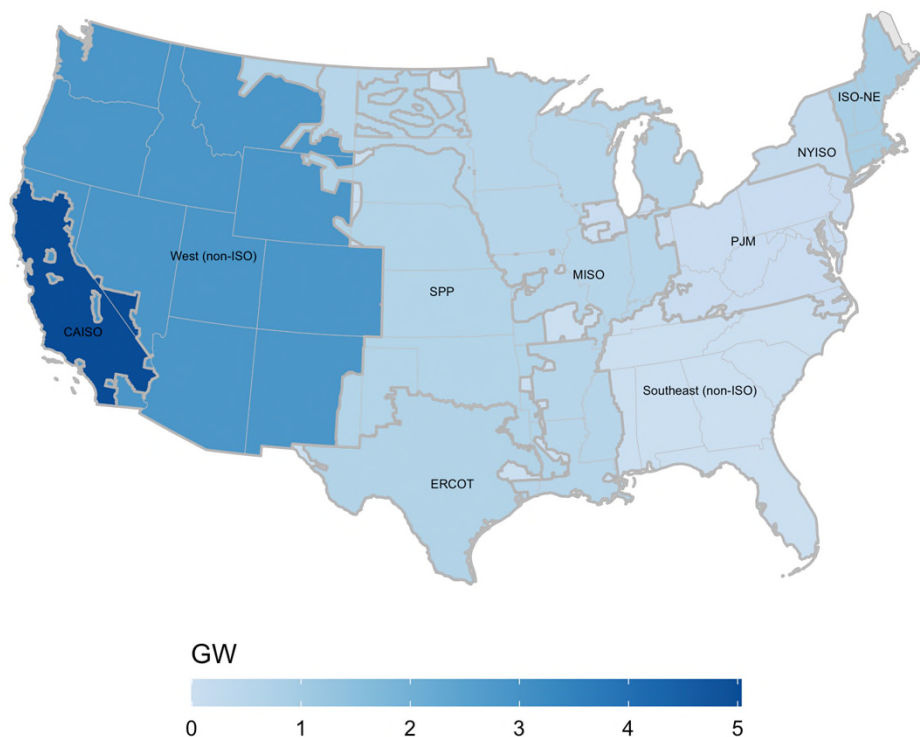 ISO-NE
NYISO
PJM
West (non-ISO)
MISO
SPP
CAISO
Southeast (non-ISO)
ERCOT
GW
0 1 2 3 4 5